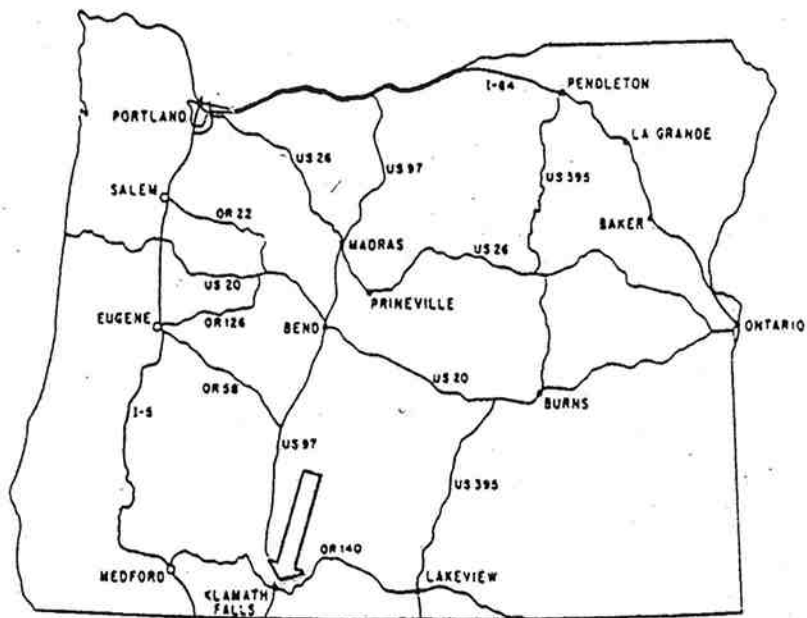 I-84
PENDLETON
PORTLAND
LA GRANDE
US 26
US 97
US 395
SALEM
OR 22
BAKER
MADRAS
US 26
US 20
PRINEVILLE
EUGENE
OR 126
BEND
ONTARIO
US 20
OR 58
BURNS
I-5
US 97
US 395
OR 140
MEDFORD
KLAMATH
FALLS
LAKEVIEW